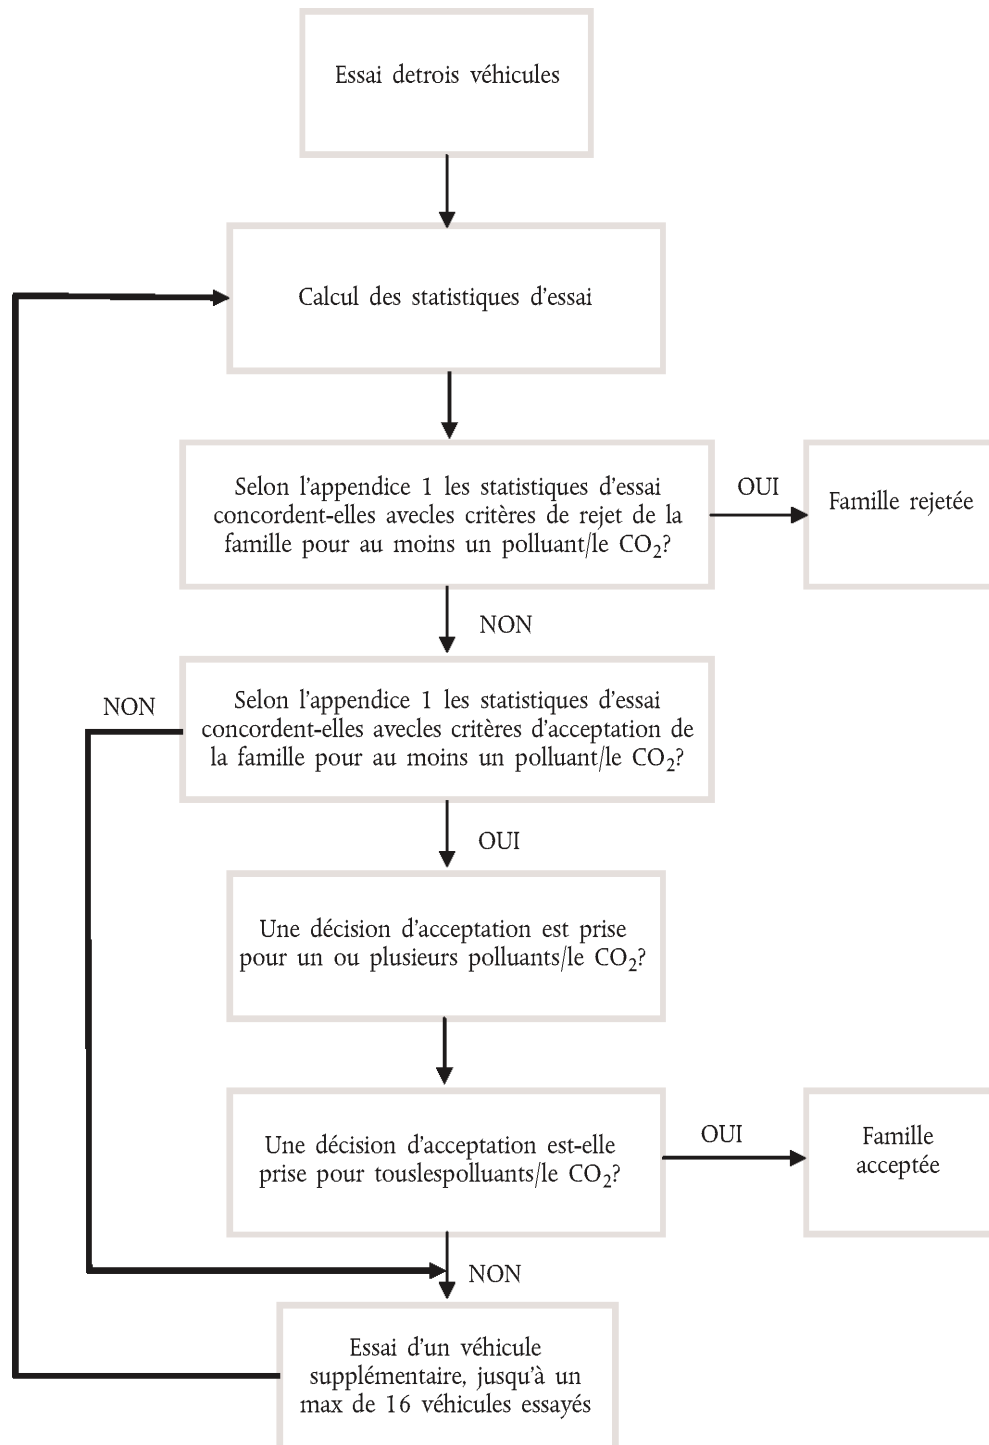 Essai detrois véhicules
Calcul des statistiques d'essai
Selon l'appendice 1 les statistiques d'essai
concordent-elles avecles critères de rejet de la
famille pour au moins un polluant/le CO₂?
OUI
Famille rejetée
NON
NON
Selon l'appendice 1 les statistiques d'essai
concordent-elles avecles critères d'acceptation de
la famille pour au moins un polluant/le CO₂?
OUI
Une décision d'acceptation est prise
pour un ou plusieurs polluants/le CO₂?
Une décision d'acceptation est-elle
prise pour touslespolluants/le CO₂?
OUI
Famille
acceptée
NON
Essai d'un véhicule
supplémentaire, jusqu'à un
max de 16 véhicules essayés